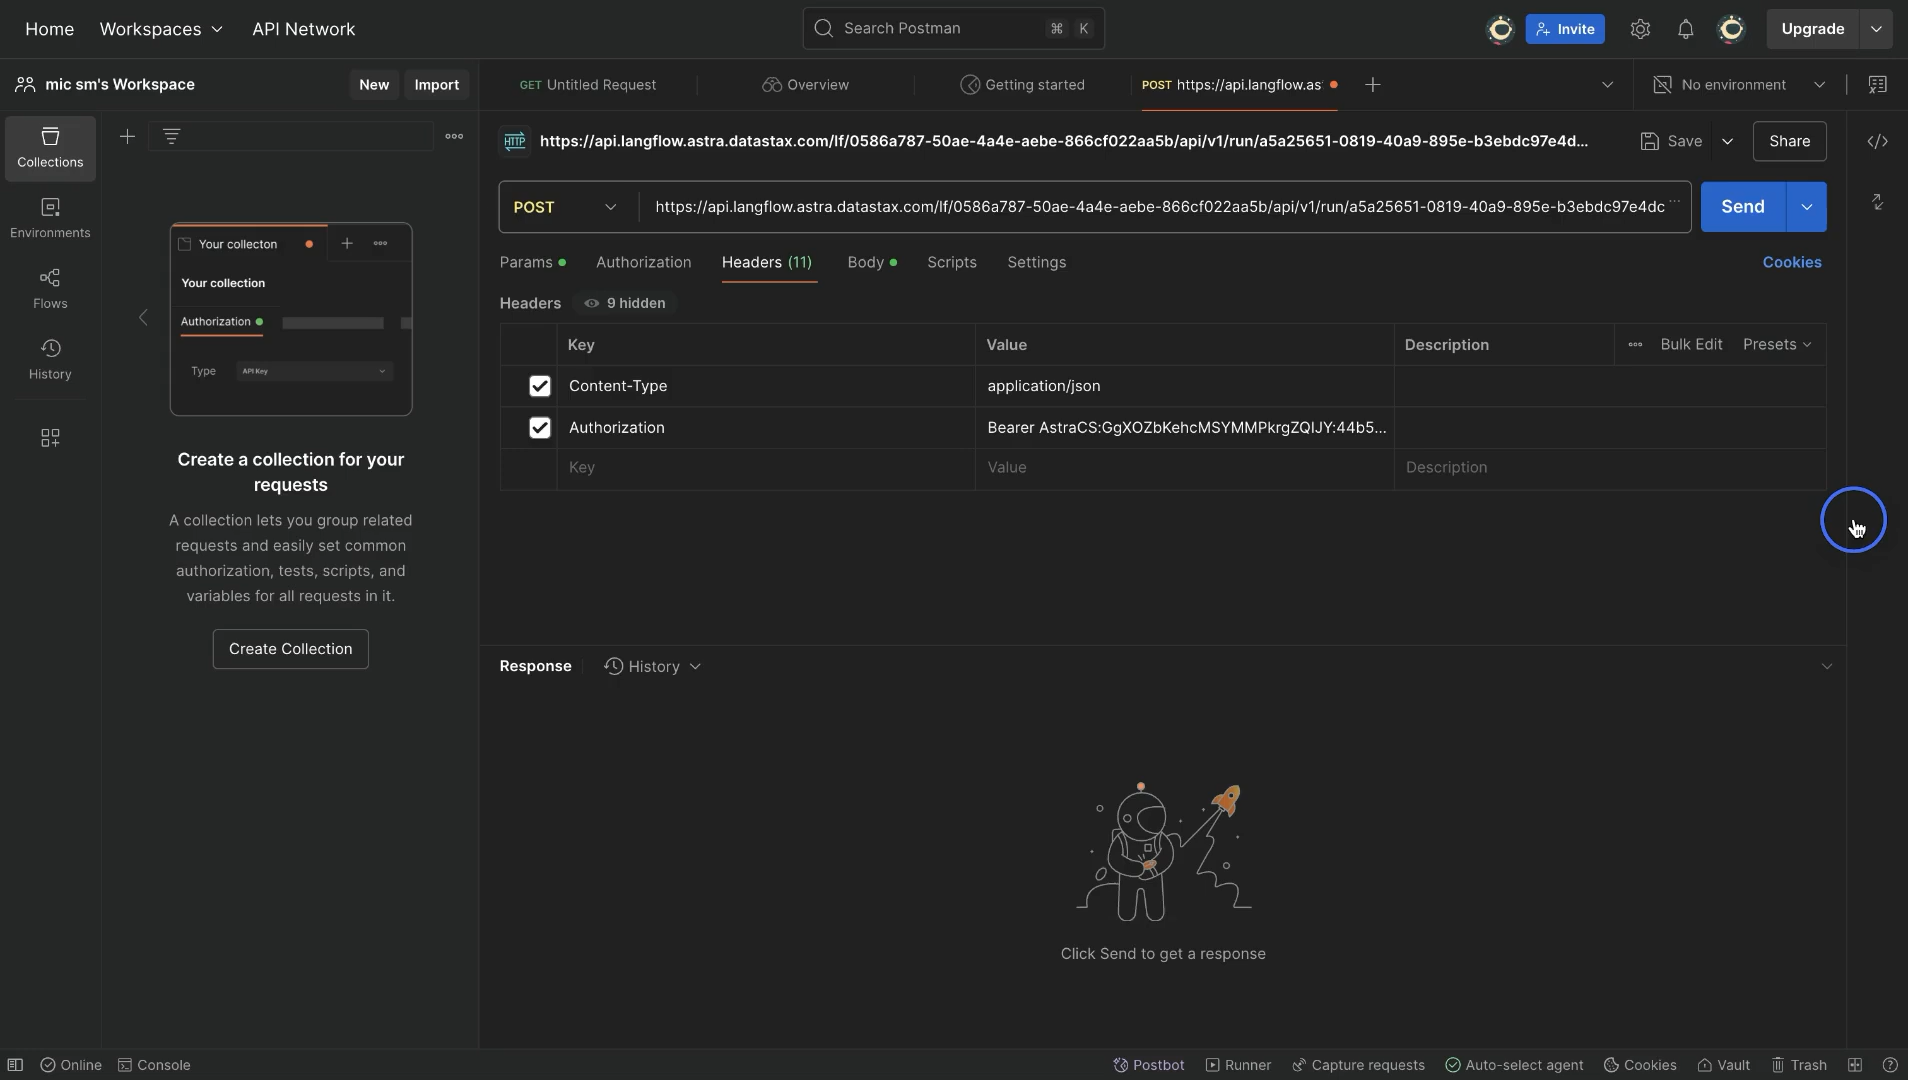 Home
Workspaces
API Network
Search Postman
⌘ K
Invite
Upgrade
mic sm's Workspace
New
Import
GET Untitled Request
Overview
Getting started
POST https://api.langflow.as
No environment
Collections
Environments
Flows
History
Your collecton
Your collection
Authorization
Type
API Key
Create a collection for your
requests
A collection lets you group related
requests and easily set common
authorization, tests, scripts, and
variables for all requests in it.
Create Collection
HTTP
https://api.langflow.astra.datastax.com/lf/0586a787-50ae-4a4e-aebe-866cf022aa5b/api/v1/run/a5a25651-0819-40a9-895e-b3ebdc97e4d...
Save
Share
POST
https://api.langflow.astra.datastax.com/lf/0586a787-50ae-4a4e-aebe-866cf022aa5b/api/v1/run/a5a25651-0819-40a9-895e-b3ebdc97e4dc
Send
Params
Authorization
Headers (11)
Body
Scripts
Settings
Cookies
Headers
9 hidden
Key
Value
Description
Bulk Edit
Presets
Content-Type
application/json
Authorization
Bearer AstraCS:GgXOZbKehcMSYMMPkrgZQIJY:44b5...
Key
Value
Description
Response
History
Click Send to get a response
Online
Console
Postbot
Runner
Capture requests
Auto-select agent
Cookies
Vault
Trash